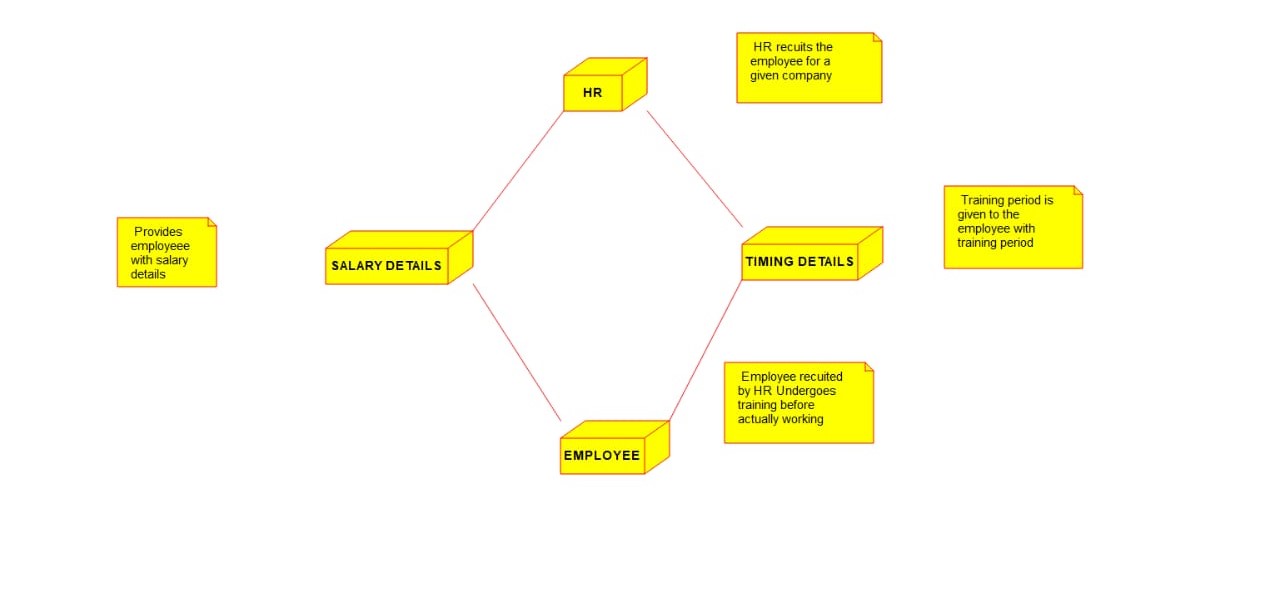 HR recuits the
employee for a
given company
HR
Training period is
given to the
employee with
training period
Provides
employeee
with salary
details
SALARY DETAILS
TIMING DETAILS
Employee recuited
by HR Undergoes
training before
actually working
EMPLOYEE